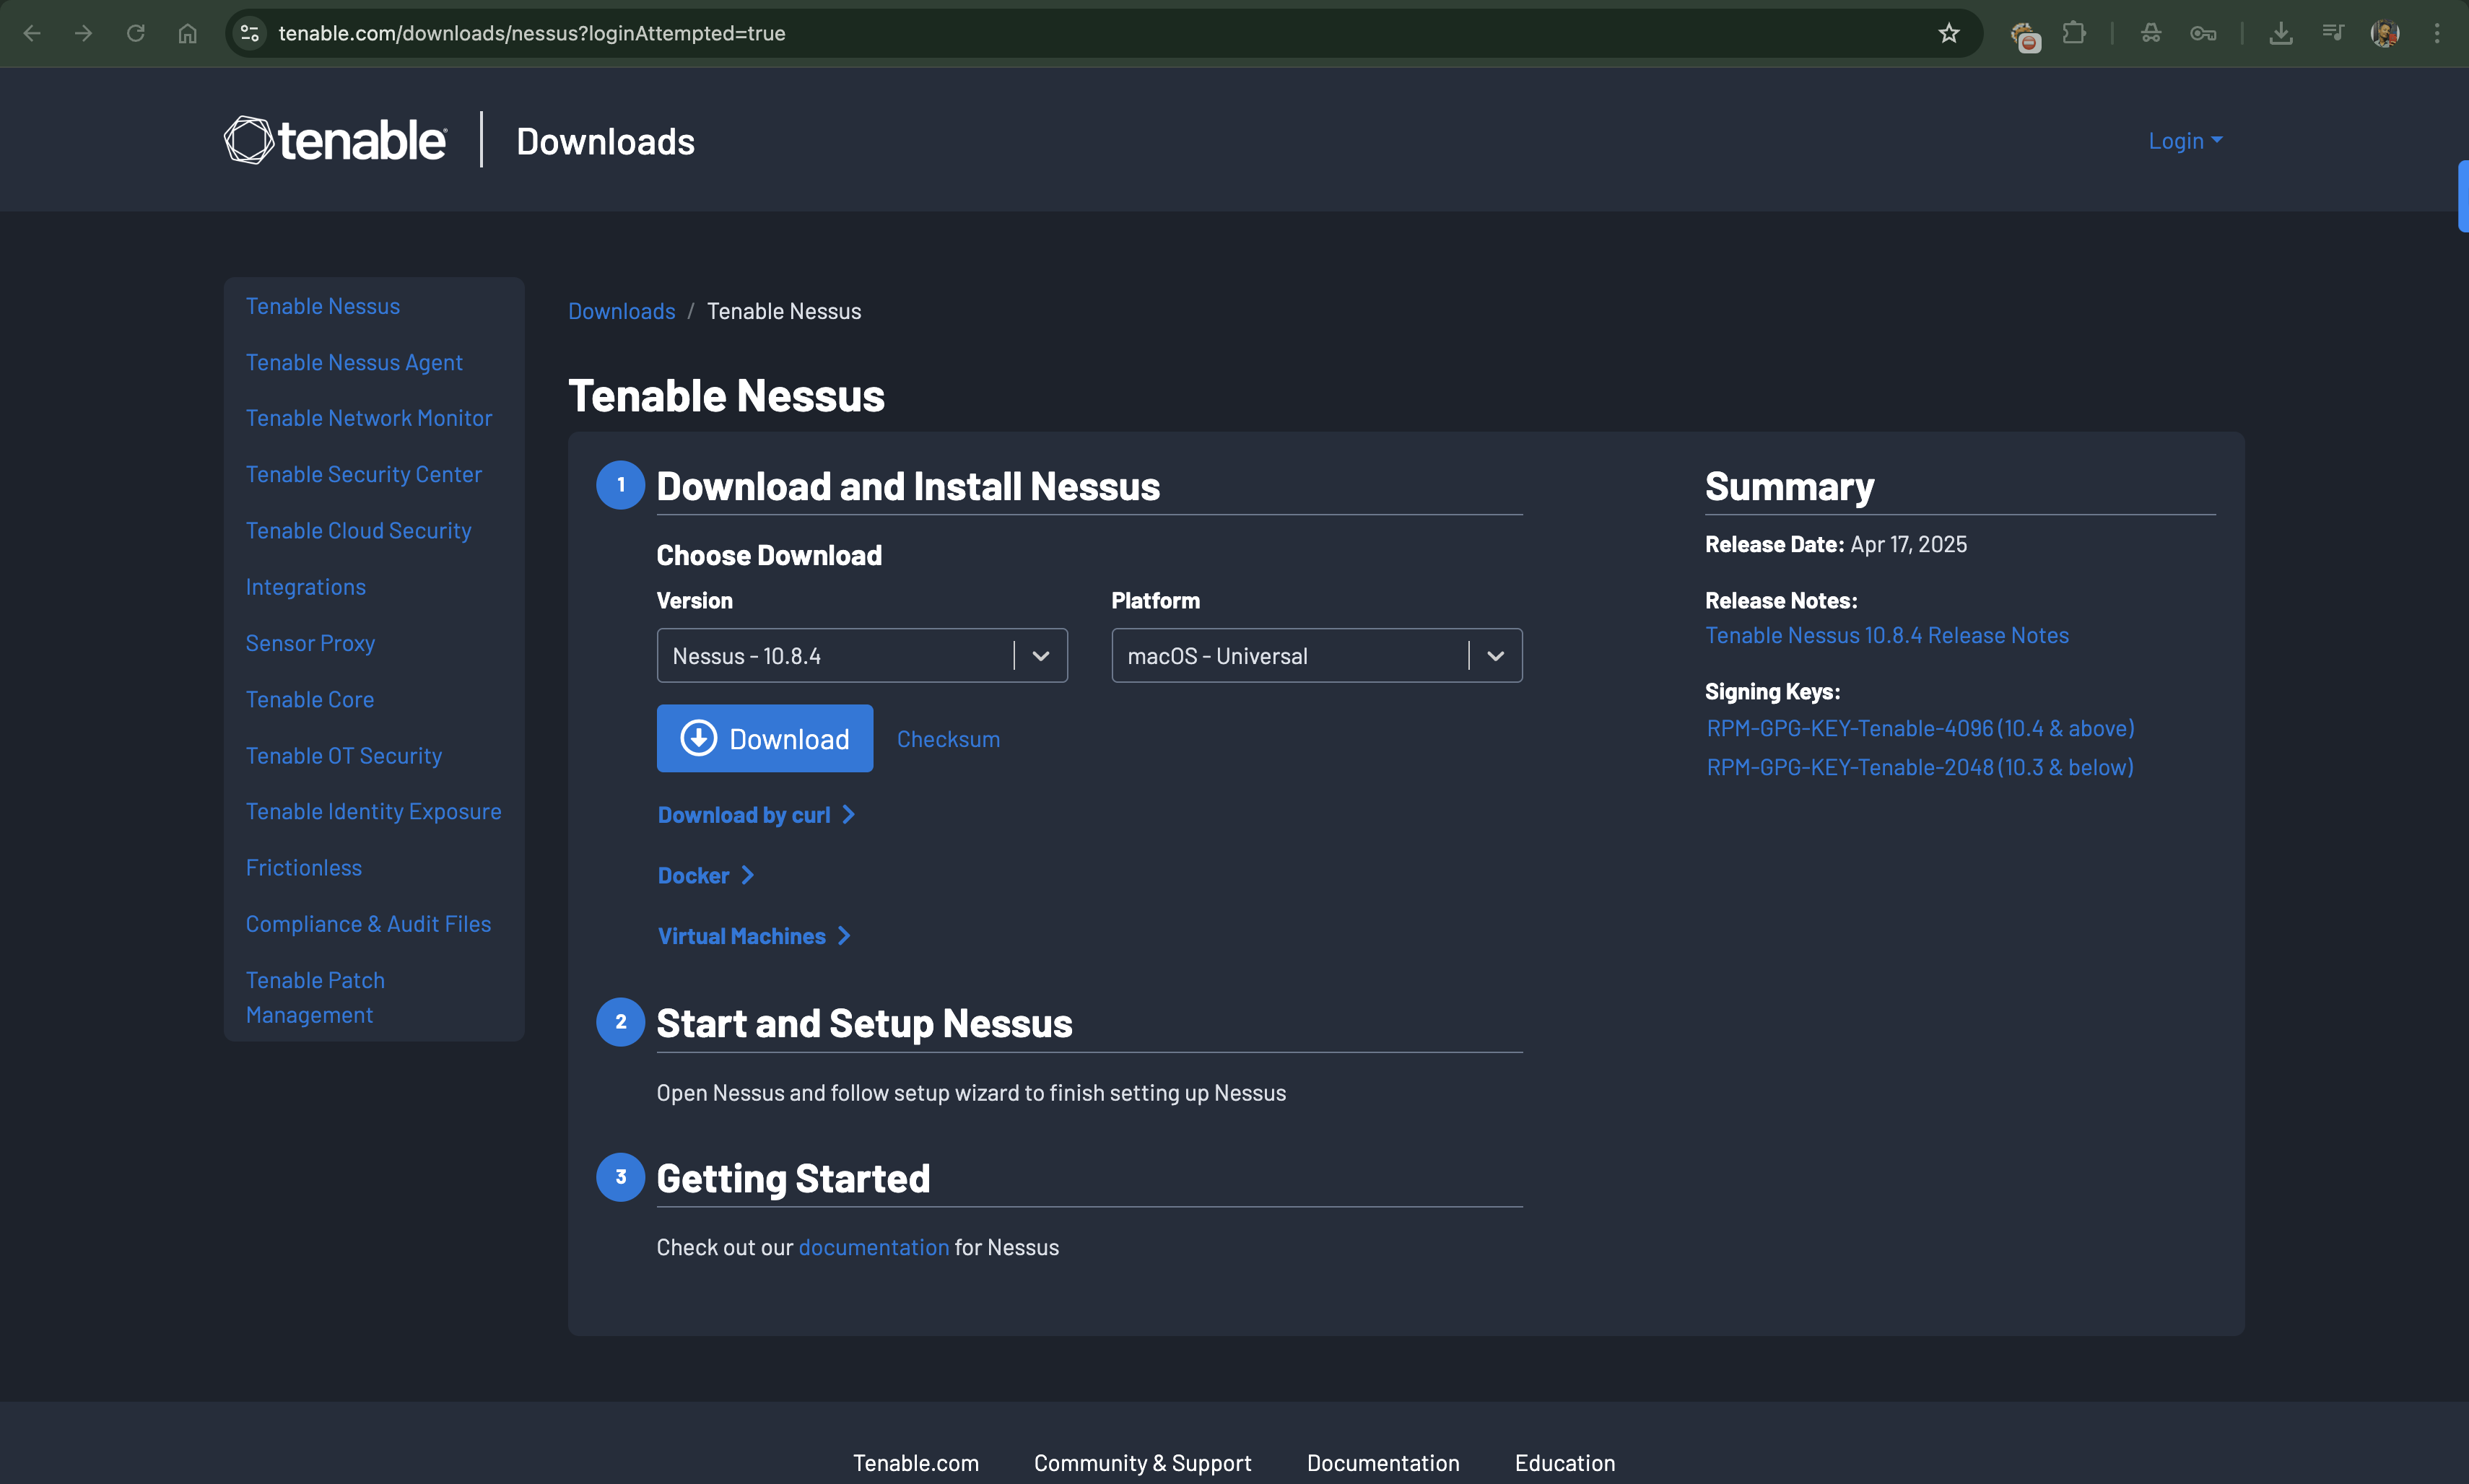 tenable.com/downloads/nessus?loginAttempted=true
tenable
Downloads
Login
Tenable Nessus
Tenable Nessus Agent
Tenable Network Monitor
Tenable Security Center
Tenable Cloud Security
Integrations
Sensor Proxy
Tenable Core
Tenable OT Security
Tenable Identity Exposure
Frictionless
Compliance & Audit Files
Tenable Patch
Management
Downloads / Tenable Nessus
Tenable Nessus
1 Download and Install Nessus
Choose Download
Version
Platform
Nessus - 10.8.4
macOS - Universal
Download
Checksum
Download by curl
Docker
Virtual Machines
2 Start and Setup Nessus
Open Nessus and follow setup wizard to finish setting up Nessus
3 Getting Started
Check out our documentation for Nessus
Summary
Release Date: Apr 17, 2025
Release Notes:
Tenable Nessus 10.8.4 Release Notes
Signing Keys:
RPM-GPG-KEY-Tenable-4096 (10.4 & above)
RPM-GPG-KEY-Tenable-2048 (10.3 & below)
Tenable.com
Community & Support
Documentation
Education